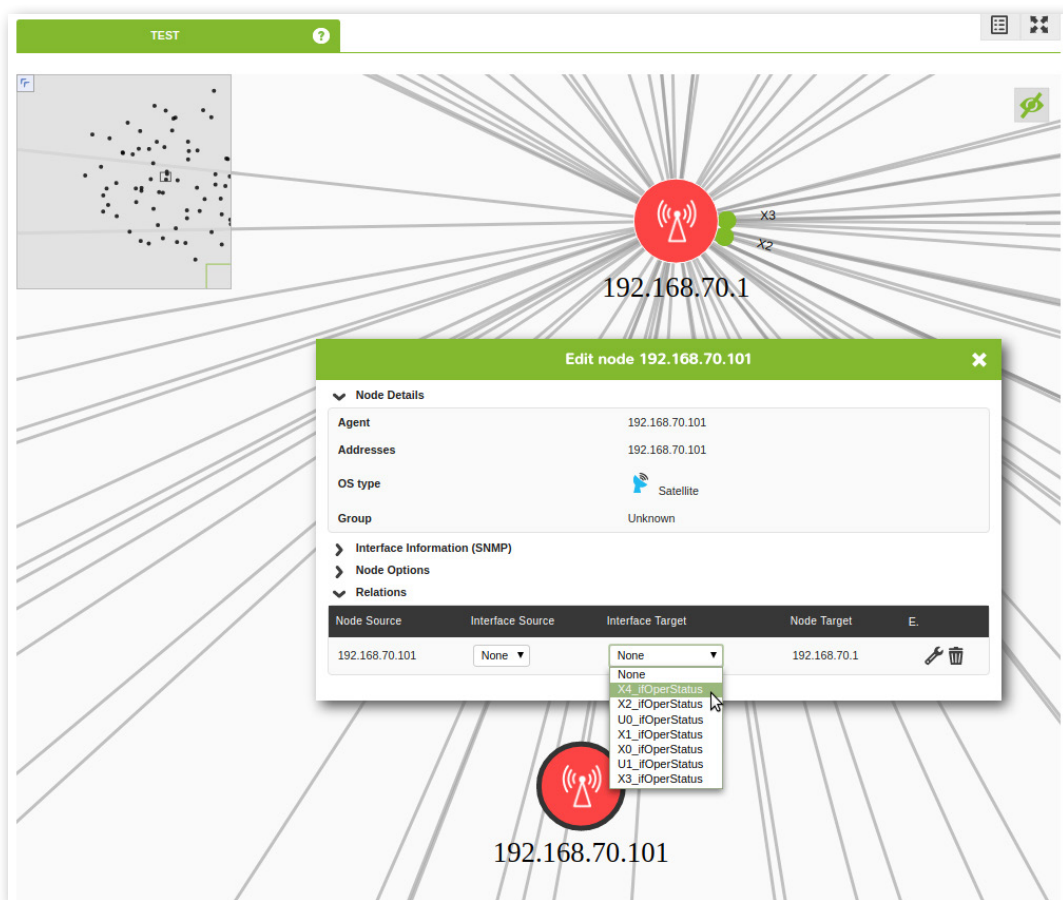 TEST ?
X3
X2
192.168.70.1
Edit node 192.168.70.101
Node Details
Agent 192.168.70.101
Addresses 192.168.70.101
OS type Satellite
Group Unknown
Interface Information (SNMP)
Node Options
Relations
Node Source Interface Source Interface Target Node Target E.
192.168.70.101 None None 192.168.70.1
None
X4_ifOperStatus
X2_ifOperStatus
U0_ifOperStatus
X1_ifOperStatus
X0_ifOperStatus
U1_ifOperStatus
X3_ifOperStatus
192.168.70.101